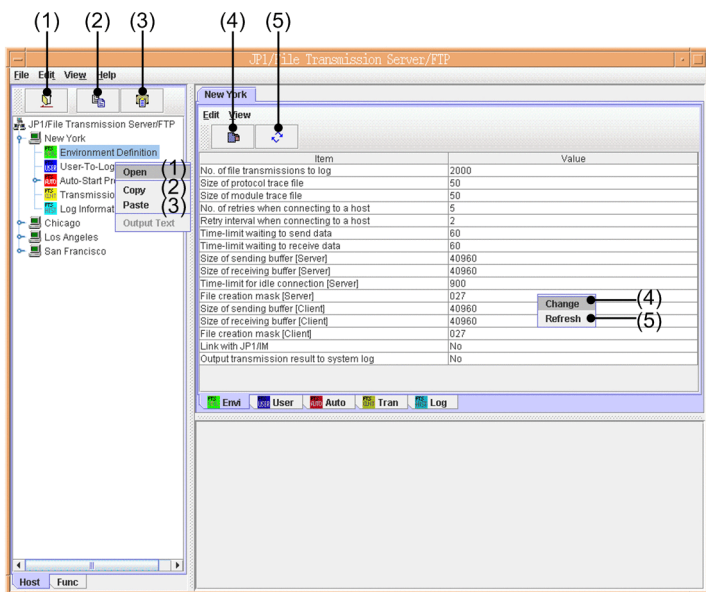 (1) (2) (3) (4) (5)
JP1/File Transmission Server/FTP
File Edit View Help
JP1/File Transmission Server/FTP
New York
Environment Definition
User-To-Log
Auto-Start Pr
Transmissio
Log Informat
Chicago
Los Angeles
San Francisco
Open (1)
Copy (2)
Paste (3)
Output Text
Host Func
New York
Edit View
Item Value
No. of file transmissions to log 2000
Size of protocol trace file 50
Size of module trace file 50
No. of retries when connecting to a host 5
Retry interval when connecting to a host 2
Time-limit waiting to send data 60
Time-limit waiting to receive data 60
Size of sending buffer [Server] 40960
Size of receiving buffer [Server] 40960
Time-limit for idle connection [Server] 900
File creation mask [Server] 027
Size of sending buffer [Client] 40960
Size of receiving buffer [Client] 40960
File creation mask [Client] 027
Link with JP1/IM No
Output transmission result to system log No
Change (4)
Refresh (5)
Envi User Auto Tran Log